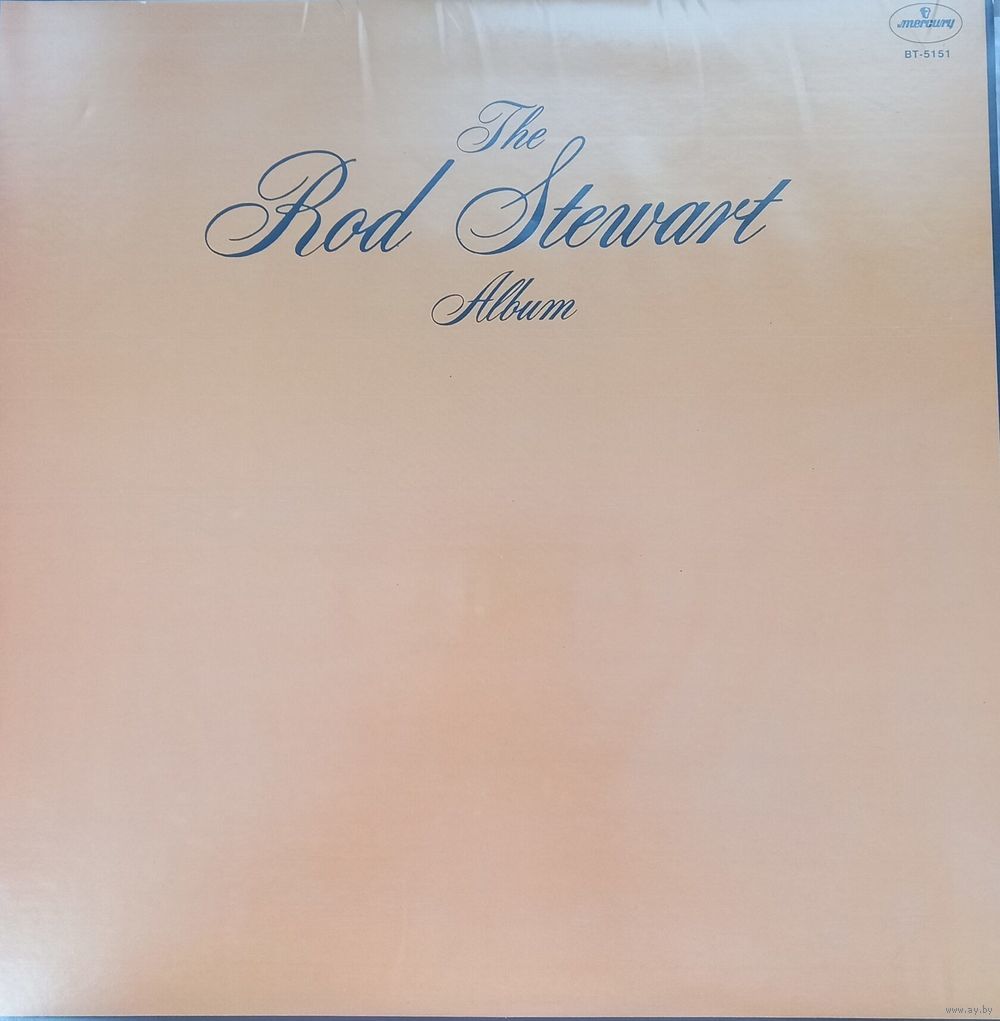 mercury
BT-5151
The
Rod Stewart
Album
www.ay.by